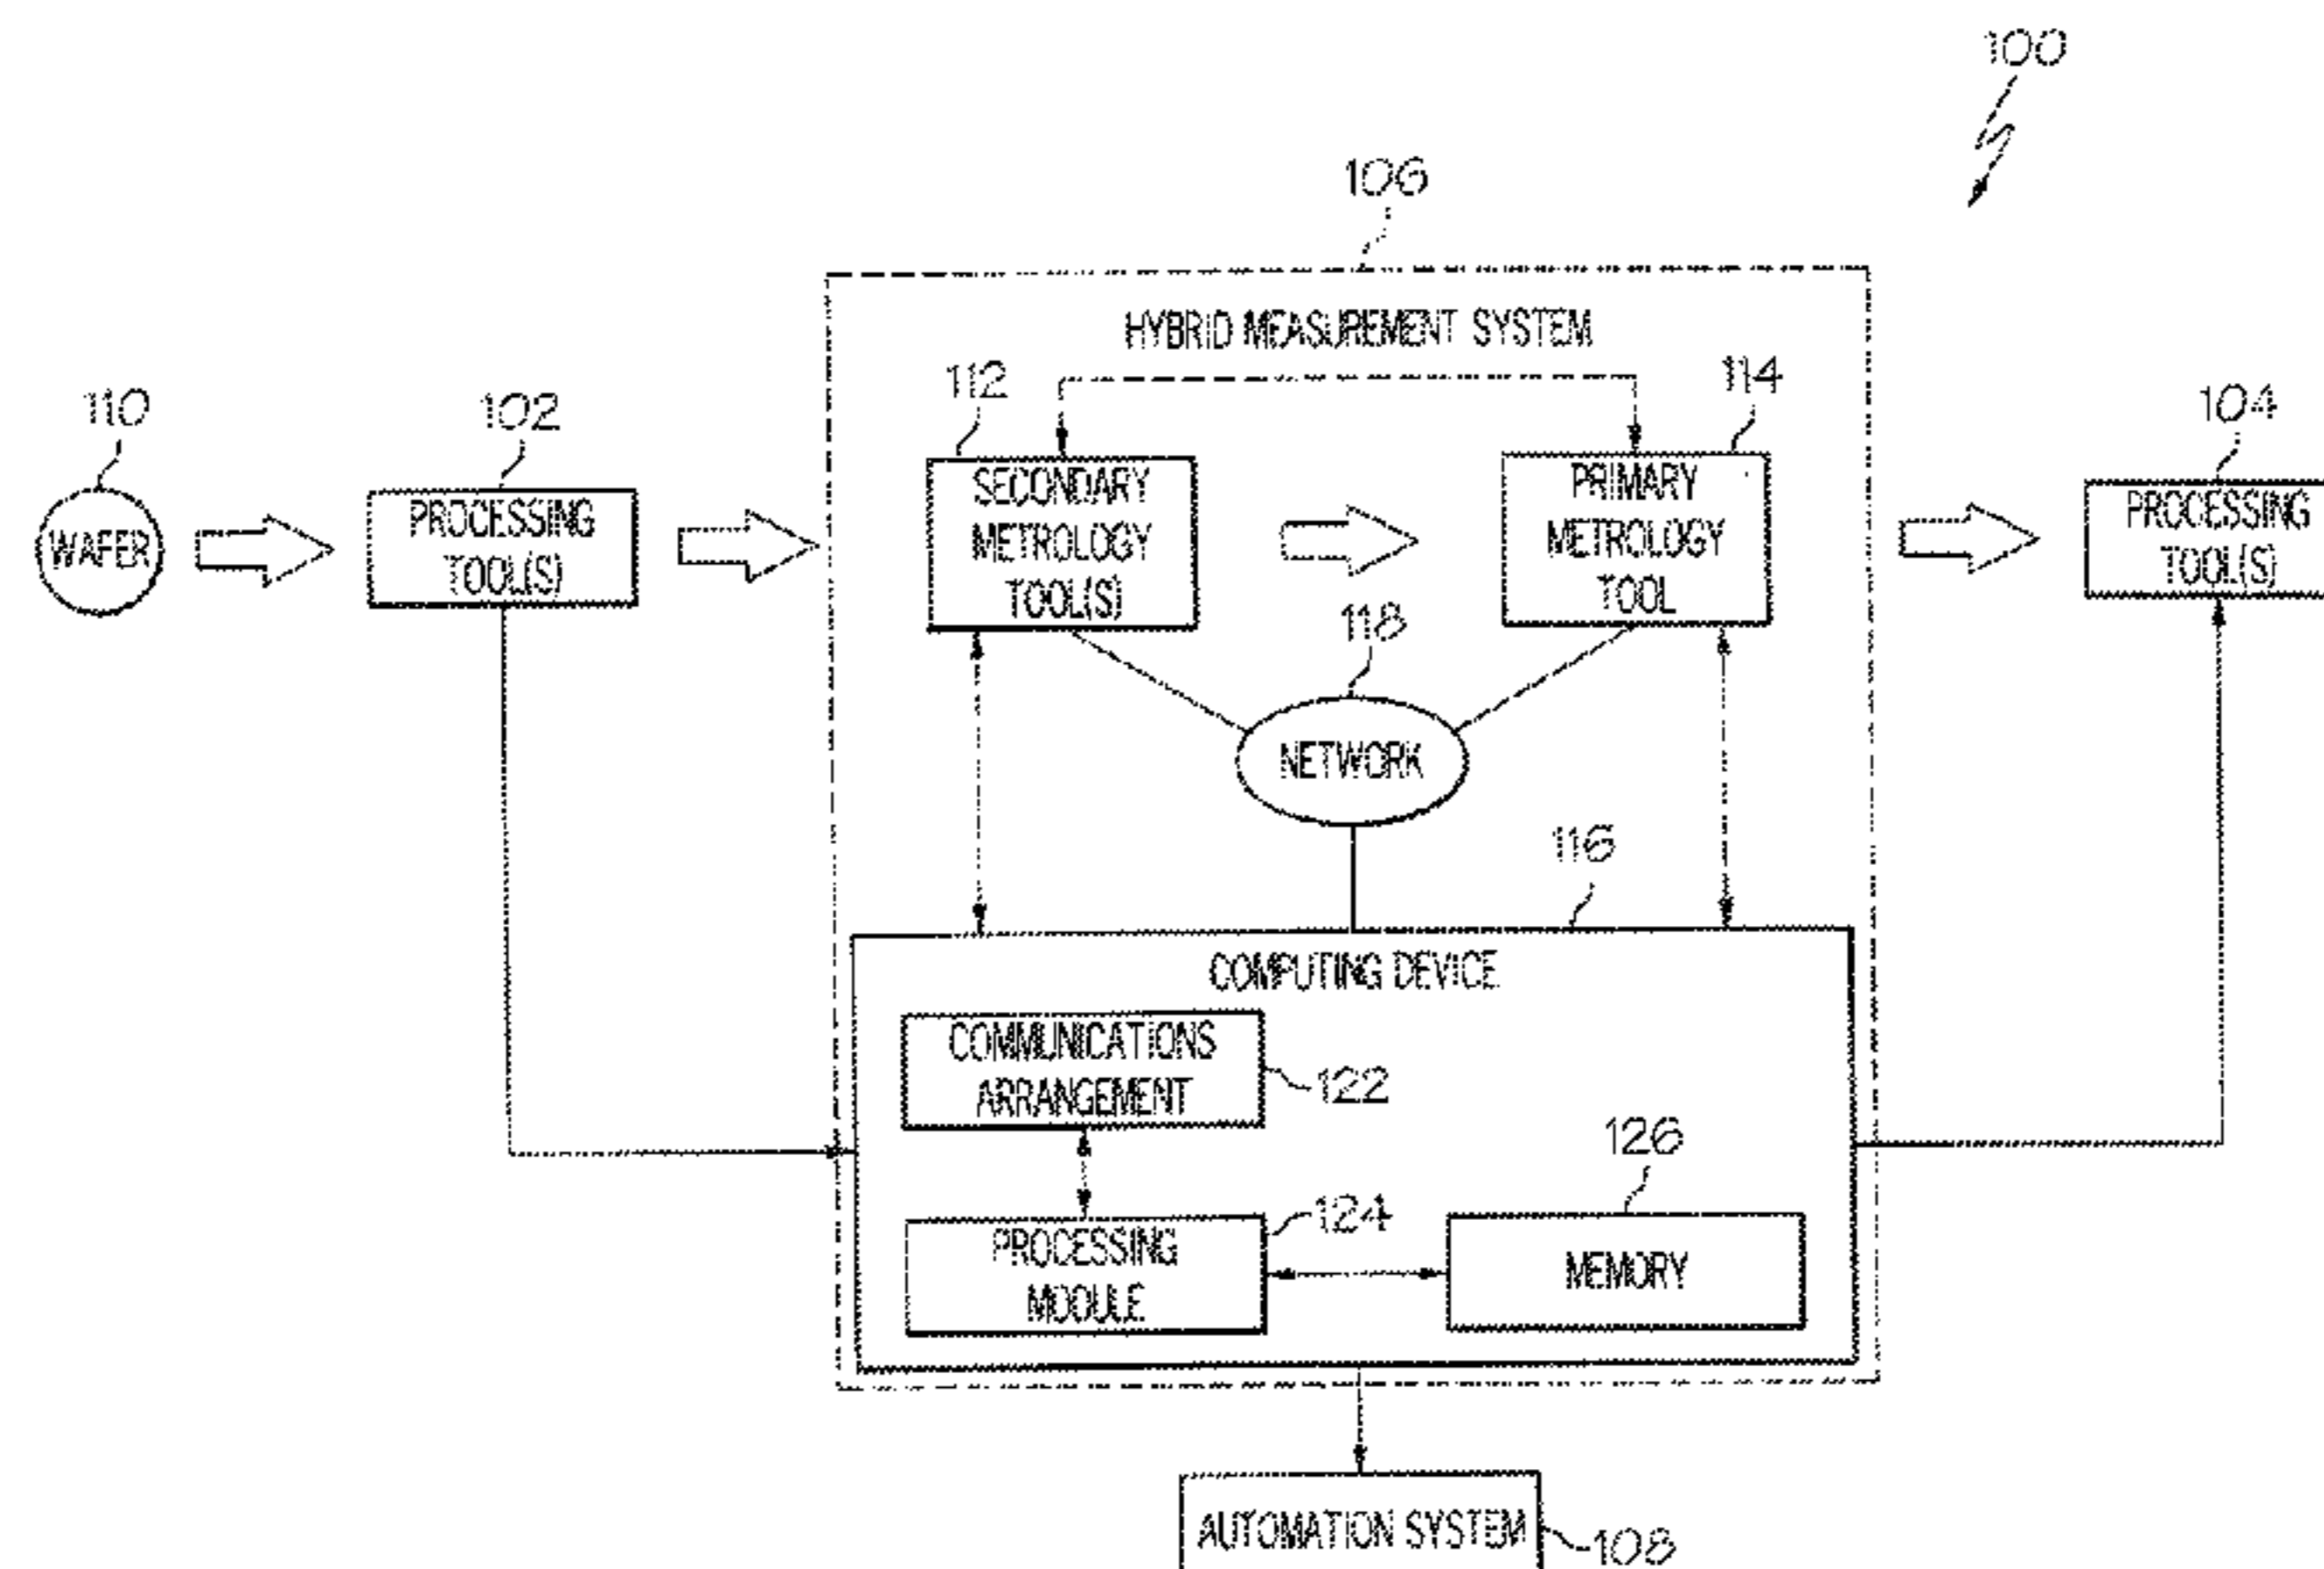 100
106
HYBRID MEASUREMENT SYSTEM
110
102
112
114
104
WAFER
PROCESSING
TOOL(S)
SECONDARY
METROLOGY
TOOL(S)
PRIMARY
METROLOGY
TOOL
PROCESSING
TOOL(S)
118
NETWORK
116
COMPUTING DEVICE
COMMUNICATIONS
ARRANGEMENT
122
126
124
PROCESSING
MODULE
MEMORY
AUTOMATION SYSTEM
108